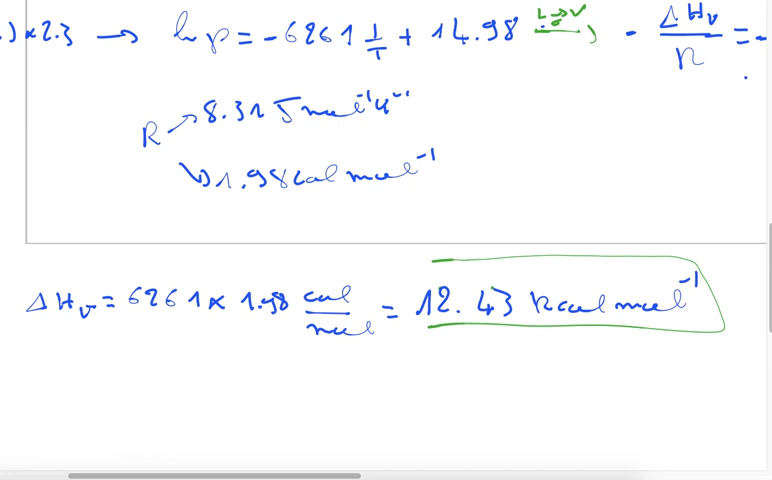 .) × 2.3 → ln p = -6261 1/T + 14.98 L→V - ΔHv/R = -
R → 8.31 J mol⁻¹ K⁻¹
↘ 1.98 cal mol⁻¹
ΔHv = 6261 × 1.98 cal/mol = 12.43 kcal mol⁻¹